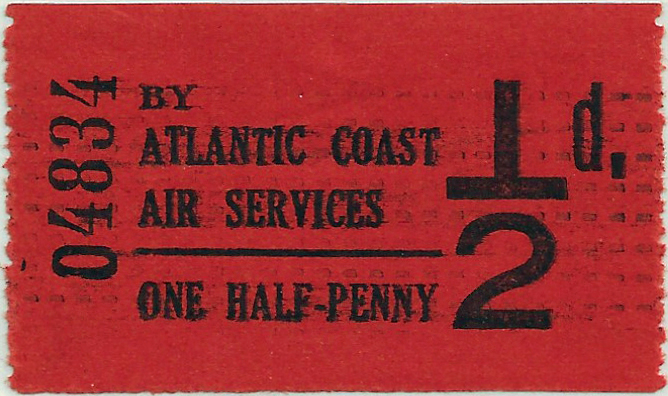 04834
BY
ATLANTIC COAST
AIR SERVICES
ONE HALF-PENNY
1/2 d.